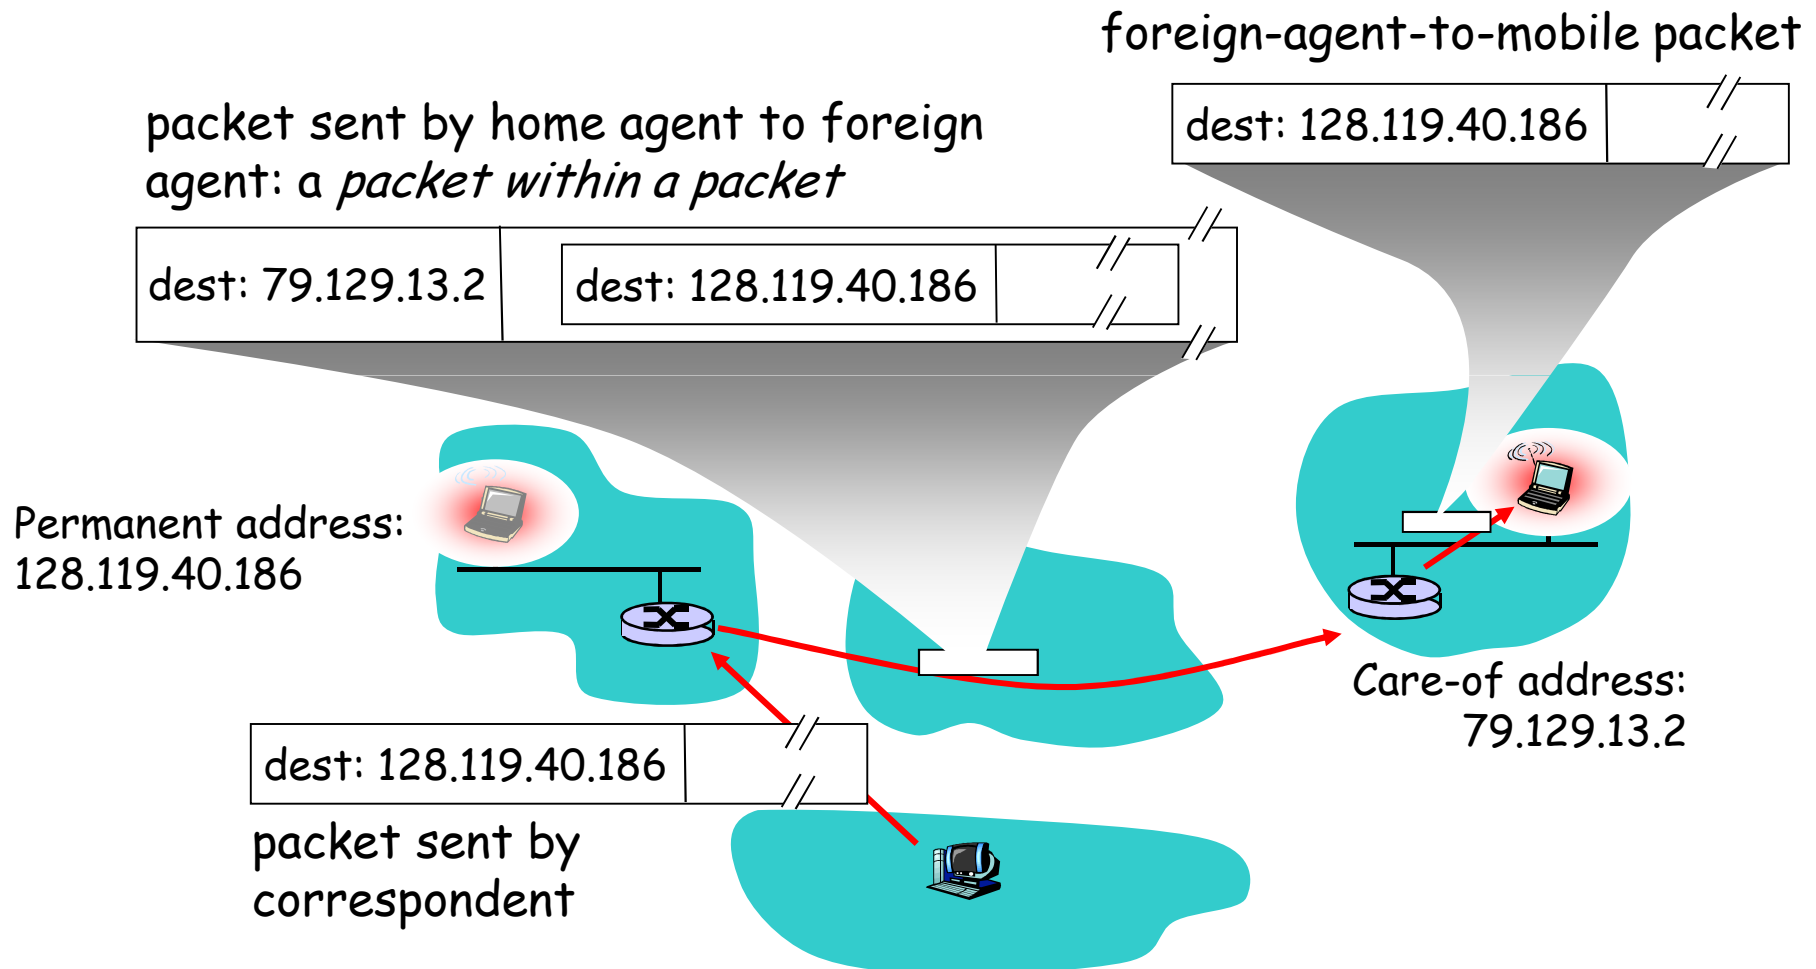 foreign-agent-to-mobile packet
dest: 128.119.40.186
packet sent by home agent to foreign
agent: a packet within a packet
dest: 79.129.13.2
dest: 128.119.40.186
Permanent address:
128.119.40.186
Care-of address:
79.129.13.2
dest: 128.119.40.186
packet sent by
correspondent